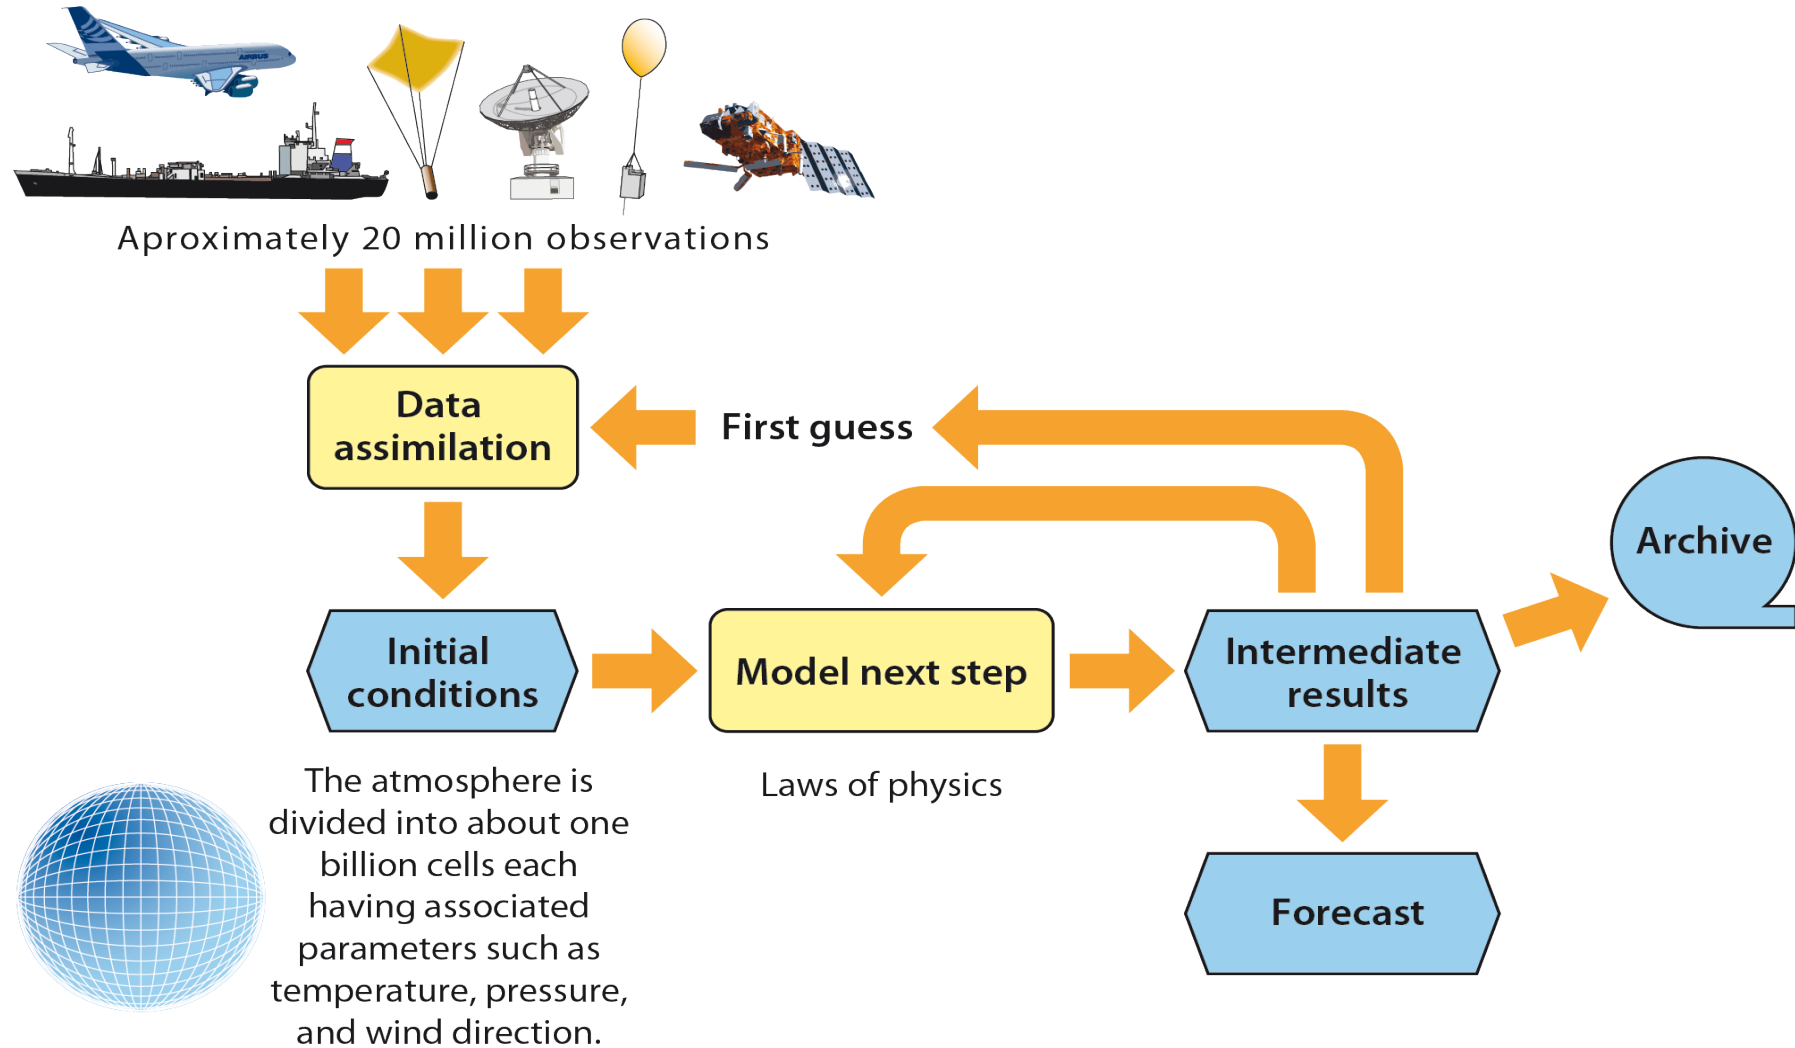 AIRBUS
Aproximately 20 million observations
Data
assimilation
First guess
Archive
Initial
conditions
Model next step
Intermediate
results
The atmosphere is
divided into about one
billion cells each
having associated
parameters such as
temperature, pressure,
and wind direction.
Laws of physics
Forecast